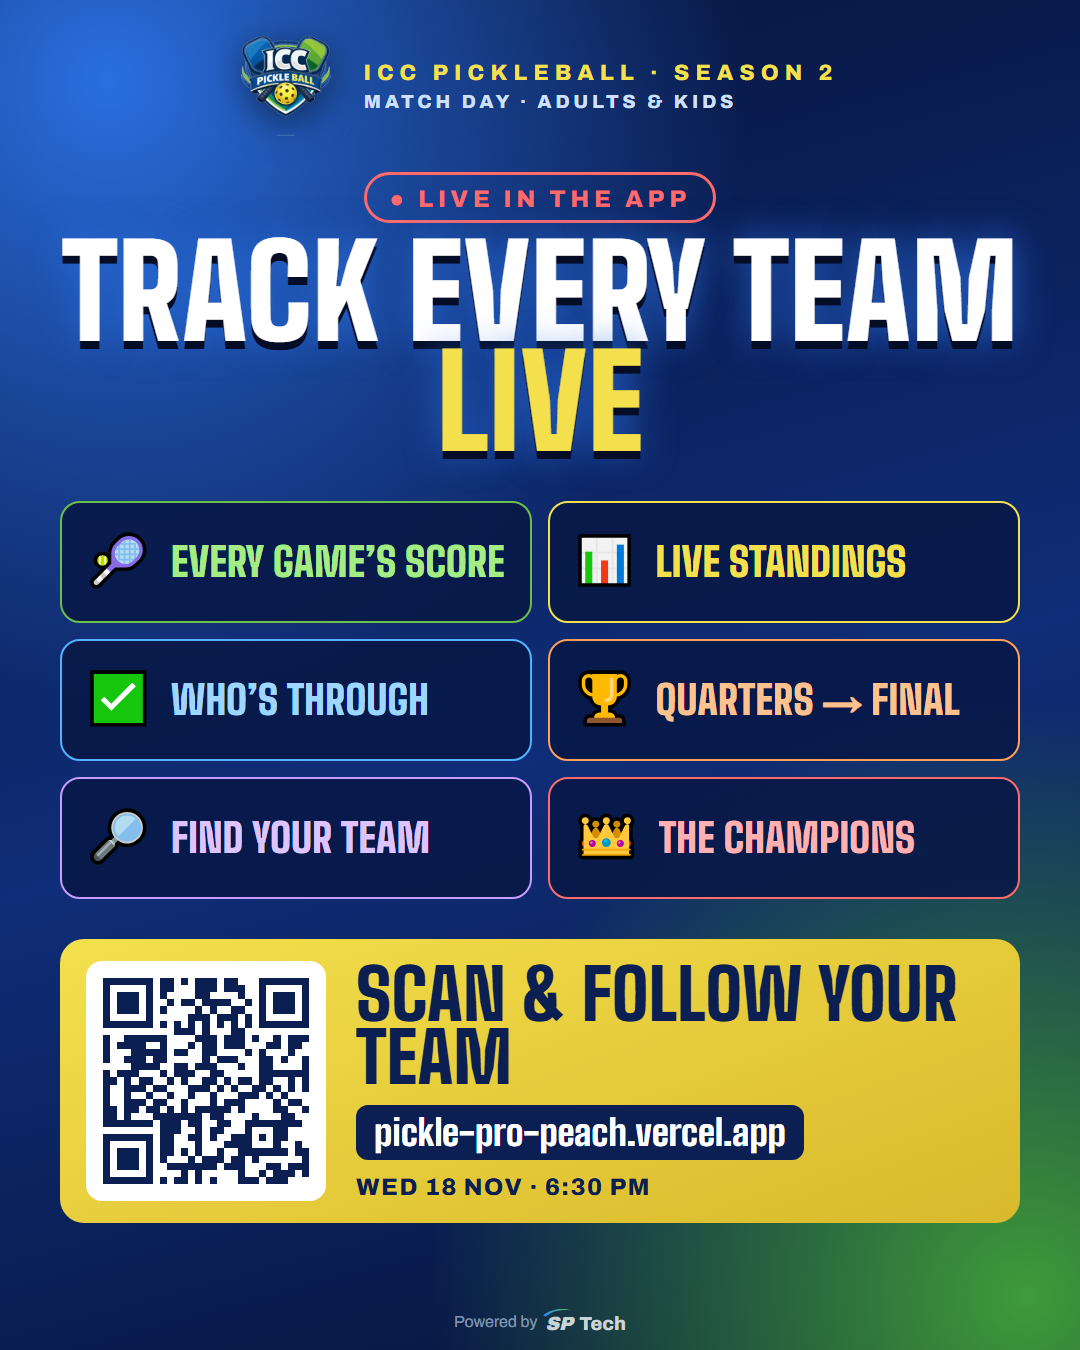 ICC
PICKLE BALL
ICC PICKLEBALL · SEASON 2
MATCH DAY · ADULTS & KIDS
● LIVE IN THE APP
TRACK EVERY TEAM
LIVE
EVERY GAME’S SCORE
LIVE STANDINGS
WHO’S THROUGH
QUARTERS → FINAL
FIND YOUR TEAM
THE CHAMPIONS
SCAN & FOLLOW YOUR
TEAM
pickle-pro-peach.vercel.app
WED 18 NOV · 6:30 PM
Powered by SP Tech